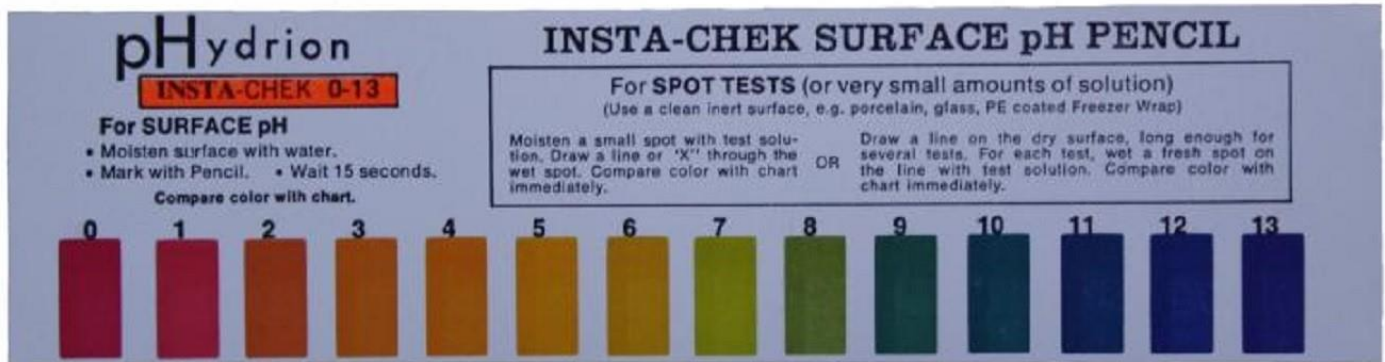 pHydrion
INSTA-CHEK 0-13
For SURFACE pH
• Moisten surface with water.
• Mark with Pencil. • Wait 15 seconds.
Compare color with chart.
INSTA-CHEK SURFACE pH PENCIL
For SPOT TESTS (or very small amounts of solution)
(Use a clean inert surface, e.g. porcelain, glass, PE coated Freezer Wrap)
Moisten a small spot with test solu-
tion. Draw a line or "X" through the
wet spot. Compare color with chart
immediately.
OR
Draw a line on the dry surface, long enough for
several tests. For each test, wet a fresh spot on
the line with test solution. Compare color with
chart immediately.
0 1 2 3 4 5 6 7 8 9 10 11 12 13